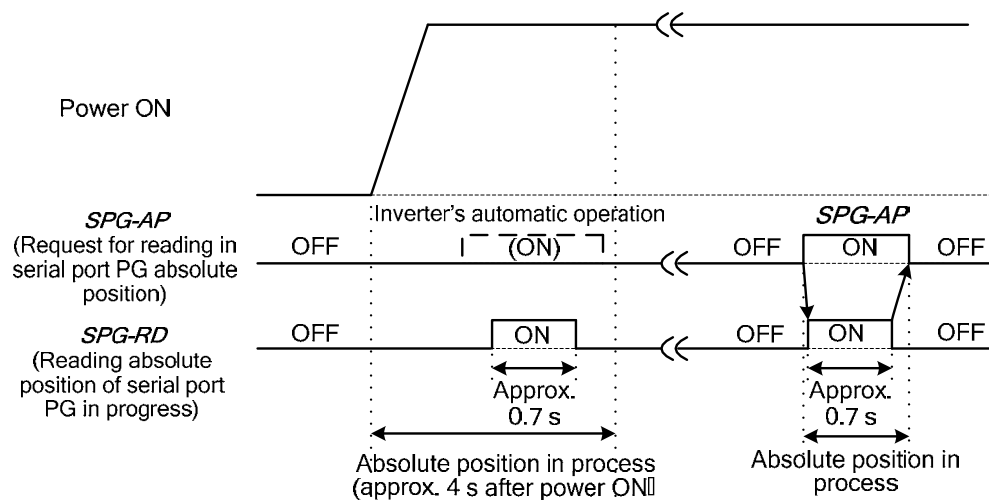 Power ON
SPG-AP
(Request for reading in
serial port PG absolute
position)
OFF
Inverter's automatic operation
(ON)
OFF
SPG-AP
ON
OFF
SPG-RD
(Reading absolute
position of serial port
PG in progress)
OFF
ON
OFF
ON
OFF
Approx.
0.7 s
Approx.
0.7 s
Absolute position in process
(approx. 4 s after power ON▯
Absolute position in
process